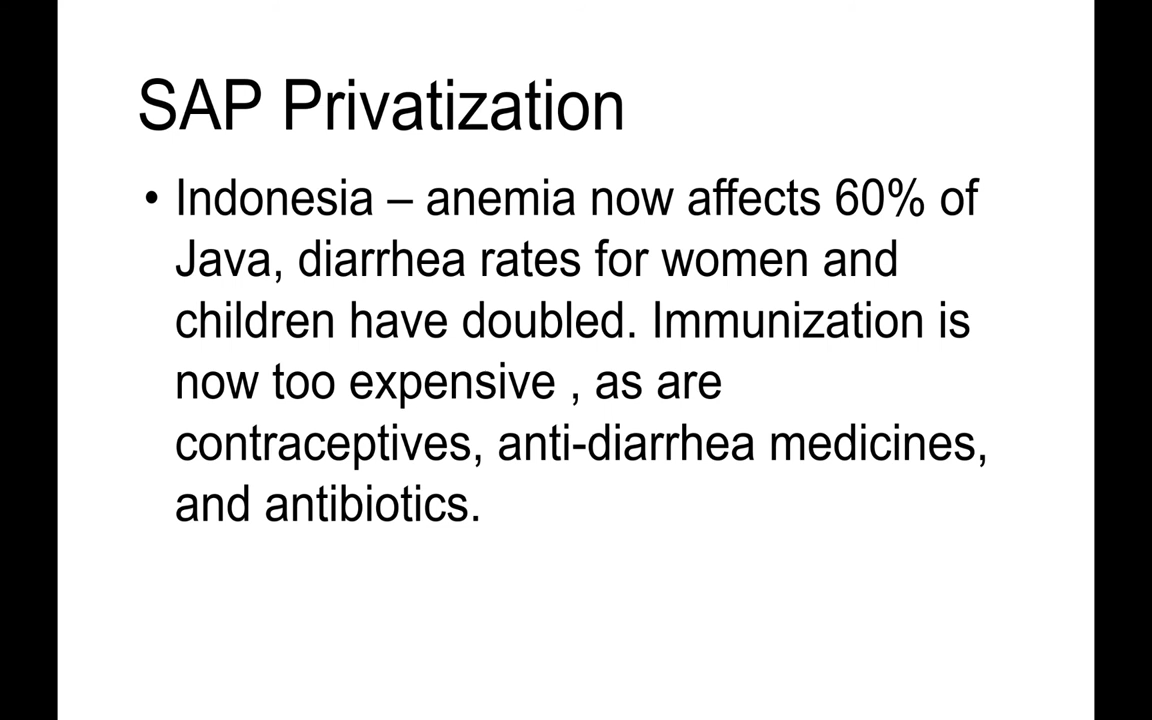 SAP Privatization
• Indonesia – anemia now affects 60% of
Java, diarrhea rates for women and
children have doubled. Immunization is
now too expensive , as are
contraceptives, anti-diarrhea medicines,
and antibiotics.